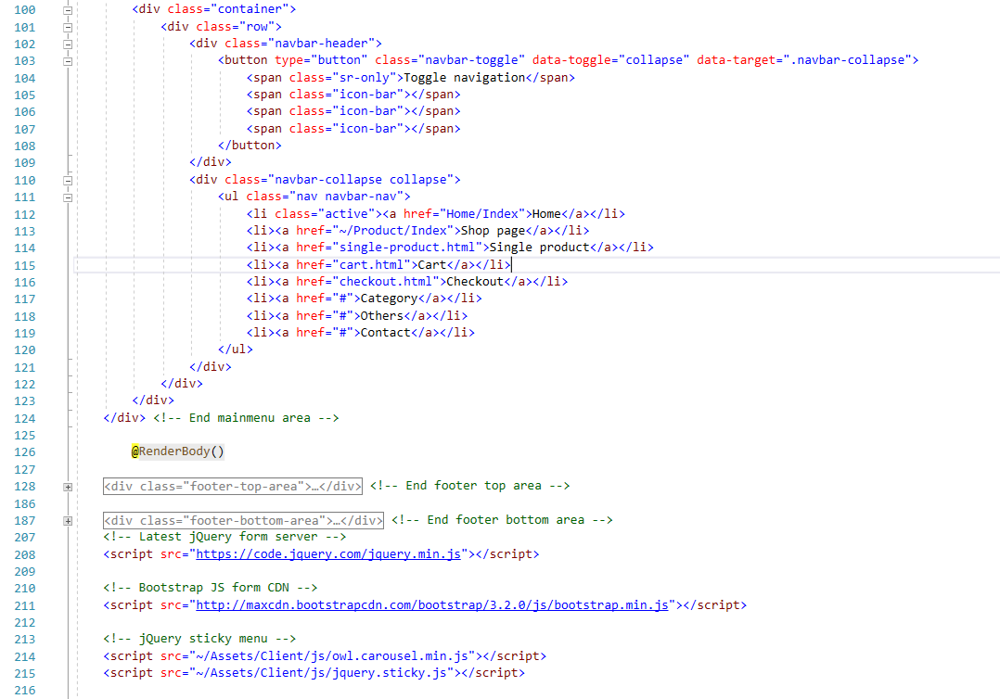 100 <div class="container">
101 <div class="row">
102 <div class="navbar-header">
103 <button type="button" class="navbar-toggle" data-toggle="collapse" data-target=".navbar-collapse">
104 <span class="sr-only">Toggle navigation</span>
105 <span class="icon-bar"></span>
106 <span class="icon-bar"></span>
107 <span class="icon-bar"></span>
108 </button>
109 </div>
110 <div class="navbar-collapse collapse">
111 <ul class="nav navbar-nav">
112 <li class="active"><a href="Home/Index">Home</a></li>
113 <li><a href="~/Product/Index">Shop page</a></li>
114 <li><a href="single-product.html">Single product</a></li>
115 <li><a href="cart.html">Cart</a></li>
116 <li><a href="checkout.html">Checkout</a></li>
117 <li><a href="#">Category</a></li>
118 <li><a href="#">Others</a></li>
119 <li><a href="#">Contact</a></li>
120 </ul>
121 </div>
122 </div>
123 </div>
124 </div> <!-- End mainmenu area -->
125
126 @RenderBody()
127
128 <div class="footer-top-area">…</div> <!-- End footer top area -->
186
187 <div class="footer-bottom-area">…</div> <!-- End footer bottom area -->
207 <!-- Latest jQuery form server -->
208 <script src="https://code.jquery.com/jquery.min.js"></script>
209
210 <!-- Bootstrap JS form CDN -->
211 <script src="http://maxcdn.bootstrapcdn.com/bootstrap/3.2.0/js/bootstrap.min.js"></script>
212
213 <!-- jQuery sticky menu -->
214 <script src="~/Assets/Client/js/owl.carousel.min.js"></script>
215 <script src="~/Assets/Client/js/jquery.sticky.js"></script>
216